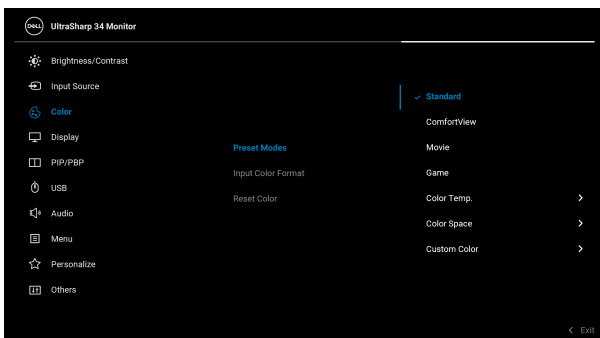 DELL UltraSharp 34 Monitor
Brightness/Contrast
Input Source
Color
Display
PIP/PBP
USB
Audio
Menu
Personalize
Others
Preset Modes
Input Color Format
Reset Color
Standard
ComfortView
Movie
Game
Color Temp.
Color Space
Custom Color
Exit